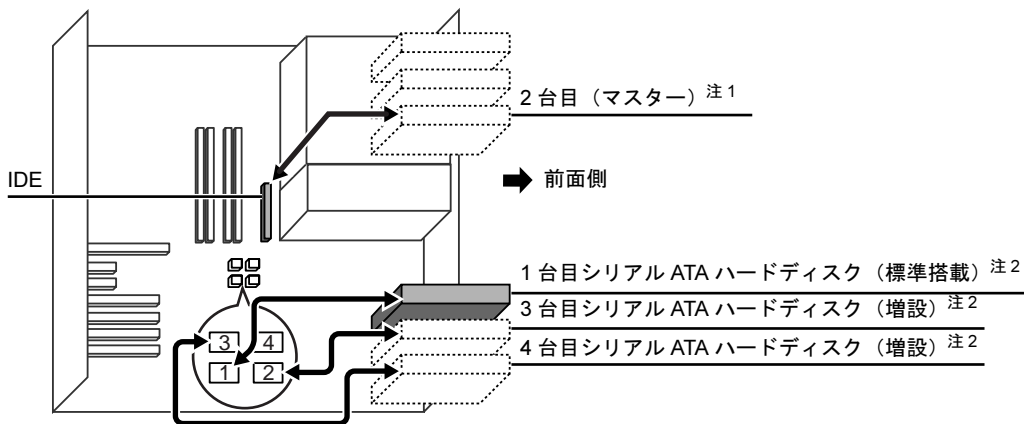 2 台目（マスター）注 1
IDE
前面側
1 台目シリアル ATA ハードディスク（標準搭載）注 2
3 台目シリアル ATA ハードディスク（増設）注 2
4 台目シリアル ATA ハードディスク（増設）注 2
3 4
1 2